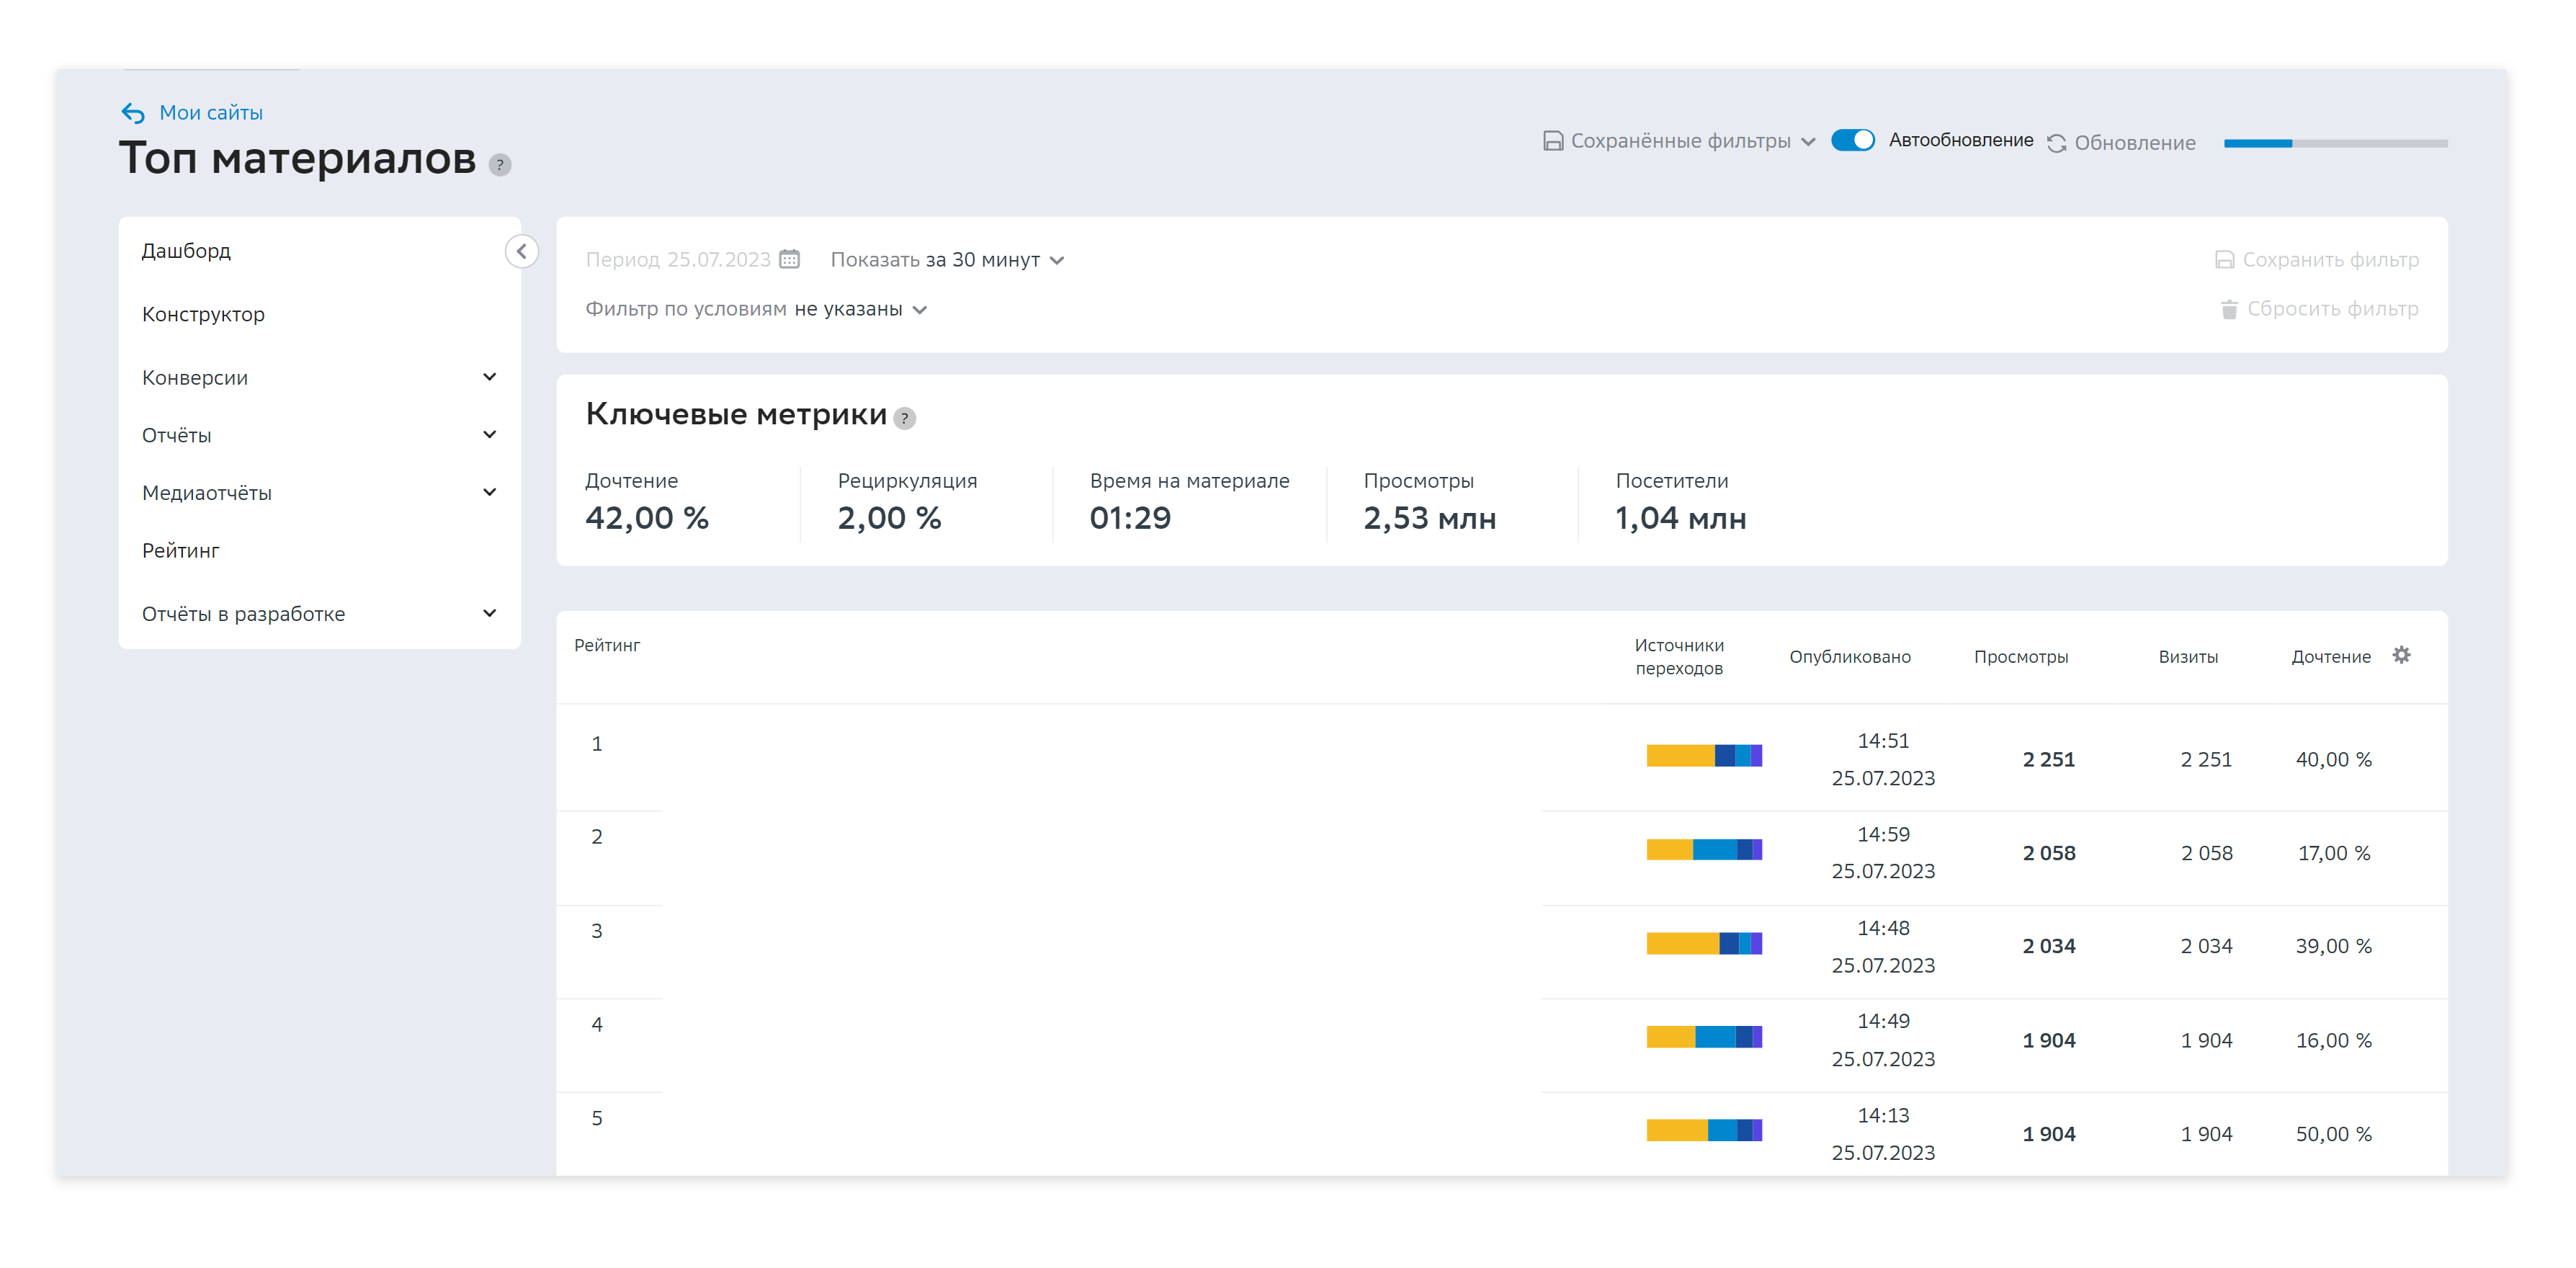 Мои сайты
Топ материалов ?
Сохранённые фильтры
Автообновление
Обновление
Дашборд
Конструктор
Конверсии
Отчёты
Медиаотчёты
Рейтинг
Отчёты в разработке
Период 25.07.2023
Показать за 30 минут
Сохранить фильтр
Фильтр по условиям не указаны
Сбросить фильтр
Ключевые метрики ?
Дочтение
42,00 %
Рециркуляция
2,00 %
Время на материале
01:29
Просмотры
2,53 млн
Посетители
1,04 млн
Рейтинг
Источники
переходов
Опубликовано
Просмотры
Визиты
Дочтение
1
14:51
25.07.2023
2 251
2 251
40,00 %
2
14:59
25.07.2023
2 058
2 058
17,00 %
3
14:48
25.07.2023
2 034
2 034
39,00 %
4
14:49
25.07.2023
1 904
1 904
16,00 %
5
14:13
25.07.2023
1 904
1 904
50,00 %